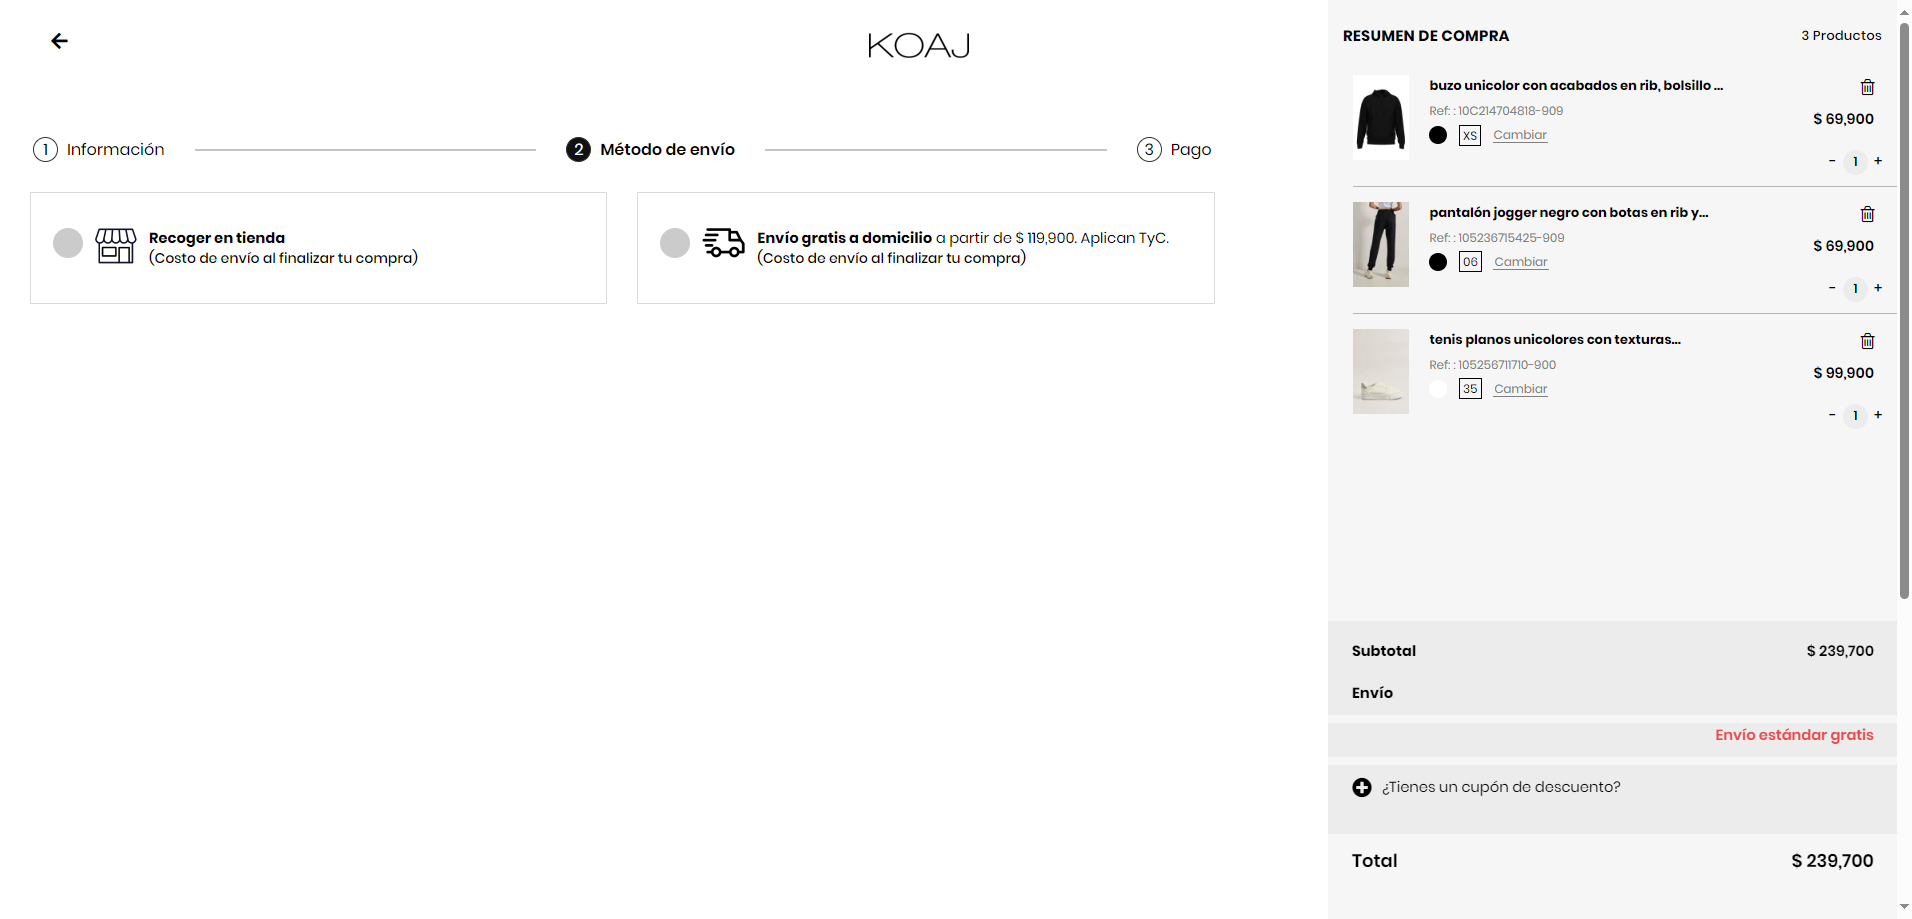 KOAJ
1 Información
2 Método de envío
3 Pago
Recoger en tienda
(Costo de envío al finalizar tu compra)
Envío gratis a domicilio a partir de $ 119,900. Aplican TyC.
(Costo de envío al finalizar tu compra)
RESUMEN DE COMPRA 3 Productos
buzo unicolor con acabados en rib, bolsillo ...
Ref: : 10C214704818-909
$ 69,900
XS Cambiar
- 1 +
pantalón jogger negro con botas en rib y...
Ref: : 105236715425-909
$ 69,900
06 Cambiar
- 1 +
tenis planos unicolores con texturas...
Ref: : 105256711710-900
$ 99,900
35 Cambiar
- 1 +
Subtotal $ 239,700
Envío
Envío estándar gratis
¿Tienes un cupón de descuento?
Total $ 239,700